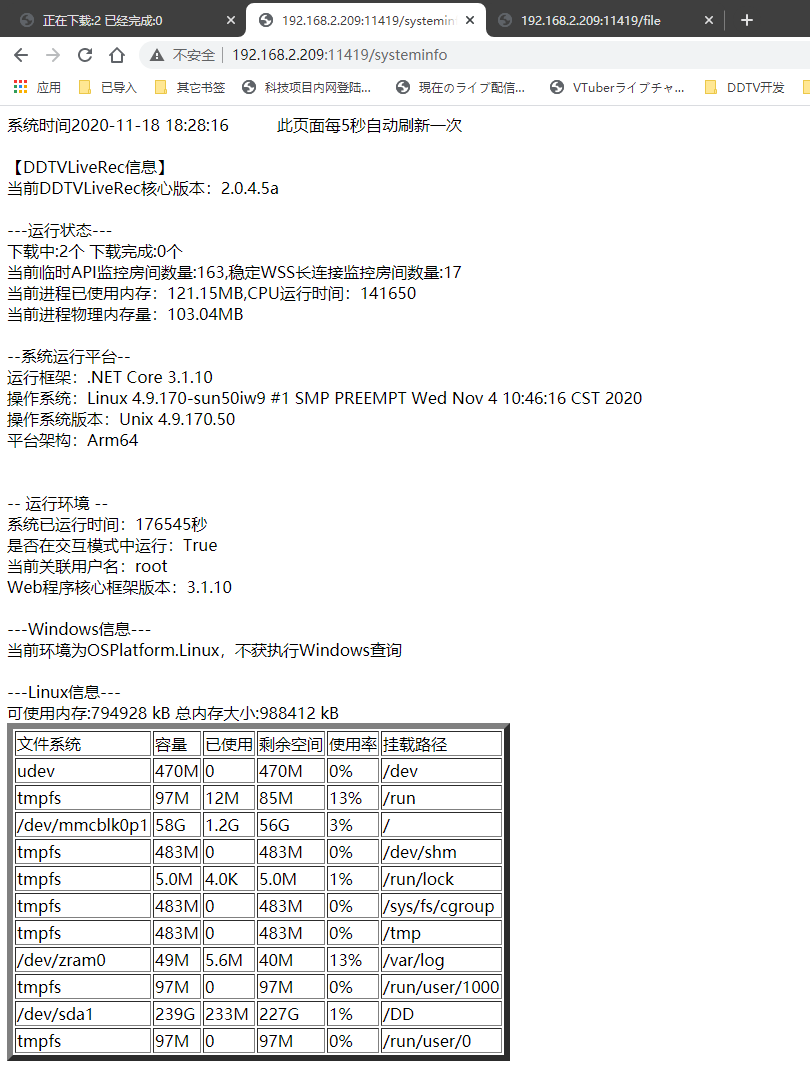 正在下载:2 已经完成:0
192.168.2.209:11419/systemin
192.168.2.209:11419/file
不安全 192.168.2.209:11419/systeminfo
应用 已导入 其它书签 科技项目内网登陆... 現在のライブ配信... VTuberライブチャ... DDTV开发
系统时间2020-11-18 18:28:16 此页面每5秒自动刷新一次
【DDTVLiveRec信息】
当前DDTVLiveRec核心版本：2.0.4.5a
---运行状态---
下载中:2个 下载完成:0个
当前临时API监控房间数量:163,稳定WSS长连接监控房间数量:17
当前进程已使用内存：121.15MB,CPU运行时间：141650
当前进程物理内存量：103.04MB
--系统运行平台--
运行框架：.NET Core 3.1.10
操作系统：Linux 4.9.170-sun50iw9 #1 SMP PREEMPT Wed Nov 4 10:46:16 CST 2020
操作系统版本：Unix 4.9.170.50
平台架构：Arm64
-- 运行环境 --
系统已运行时间：176545秒
是否在交互模式中运行：True
当前关联用户名：root
Web程序核心框架版本：3.1.10
---Windows信息---
当前环境为OSPlatform.Linux，不获执行Windows查询
---Linux信息---
可使用内存:794928 kB 总内存大小:988412 kB
文件系统 容量 已使用 剩余空间 使用率 挂载路径
udev 470M 0 470M 0% /dev
tmpfs 97M 12M 85M 13% /run
/dev/mmcblk0p1 58G 1.2G 56G 3% /
tmpfs 483M 0 483M 0% /dev/shm
tmpfs 5.0M 4.0K 5.0M 1% /run/lock
tmpfs 483M 0 483M 0% /sys/fs/cgroup
tmpfs 483M 0 483M 0% /tmp
/dev/zram0 49M 5.6M 40M 13% /var/log
tmpfs 97M 0 97M 0% /run/user/1000
/dev/sda1 239G 233M 227G 1% /DD
tmpfs 97M 0 97M 0% /run/user/0